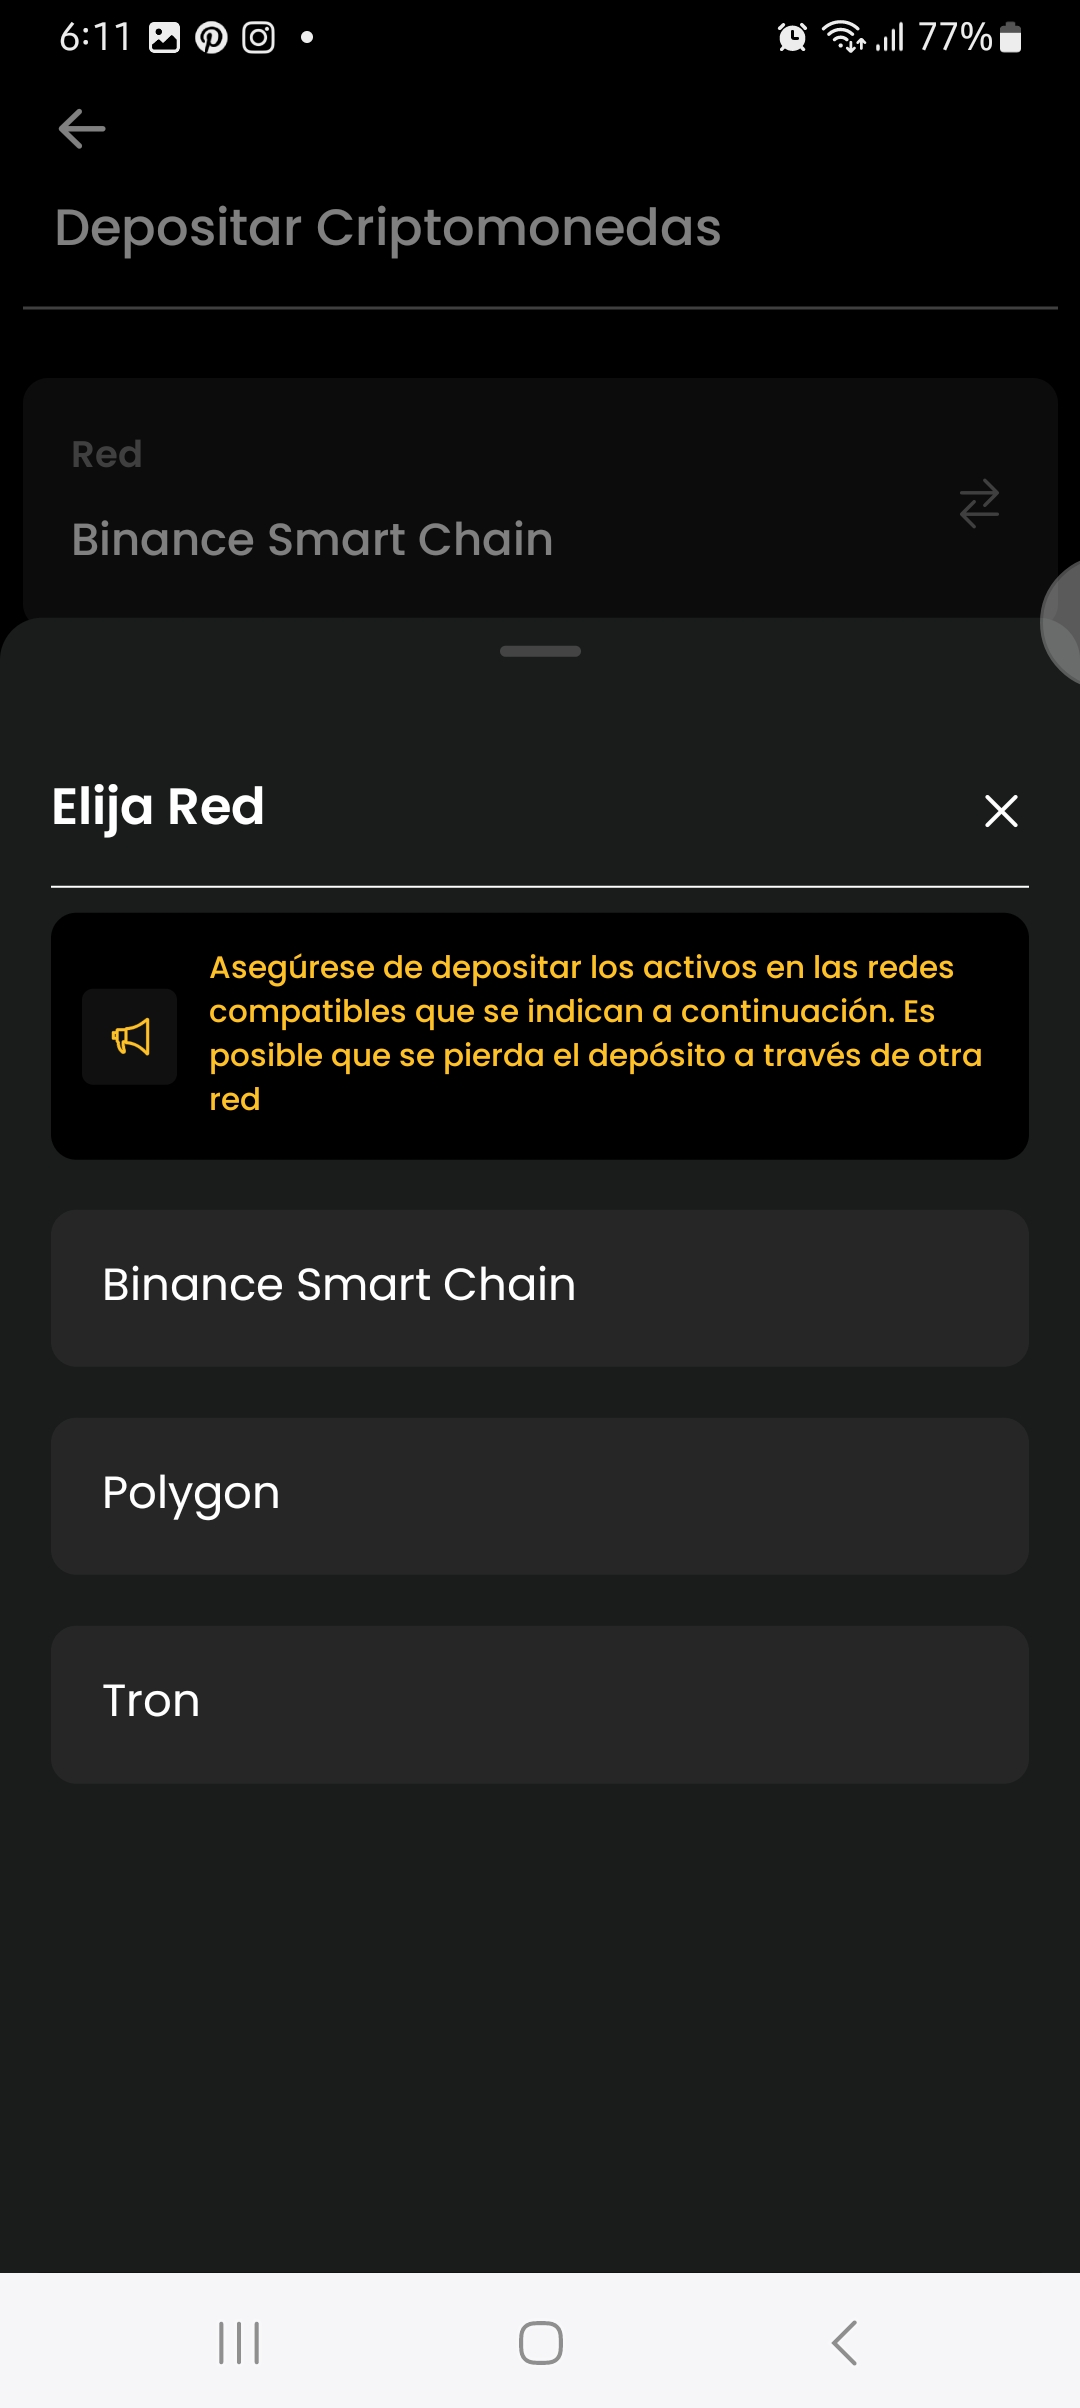 6:11
77%
Depositar Criptomonedas
Red
Binance Smart Chain
Elija Red
Asegúrese de depositar los activos en las redes
compatibles que se indican a continuación. Es
posible que se pierda el depósito a través de otra
red
Binance Smart Chain
Polygon
Tron